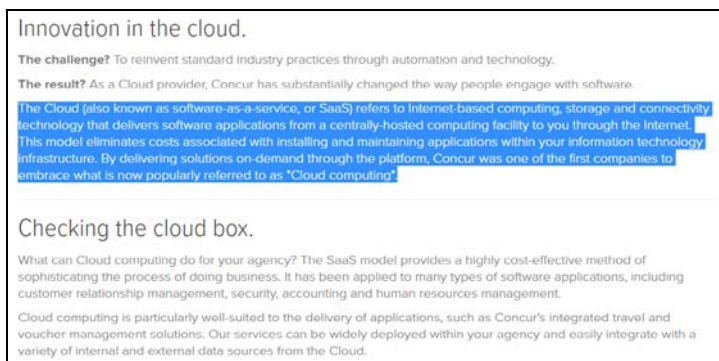 Innovation in the cloud.
The challenge? To reinvent standard industry practices through automation and technology.
The result? As a Cloud provider, Concur has substantially changed the way people engage with software.
The Cloud (also known as software-as-a-service, or SaaS) refers to Internet-based computing, storage and connectivity
technology that delivers software applications from a centrally-hosted computing facility to you through the Internet.
This model eliminates costs associated with installing and maintaining applications within your information technology
infrastructure. By delivering solutions on-demand through the platform, Concur was one of the first companies to
embrace what is now popularly referred to as "Cloud computing".
Checking the cloud box.
What can Cloud computing do for your agency? The SaaS model provides a highly cost-effective method of
sophisticating the process of doing business. It has been applied to many types of software applications, including
customer relationship management, security, accounting and human resources management.
Cloud computing is particularly well-suited to the delivery of applications, such as Concur's integrated travel and
voucher management solutions. Our services can be widely deployed within your agency and easily integrate with a
variety of internal and external data sources from the Cloud.